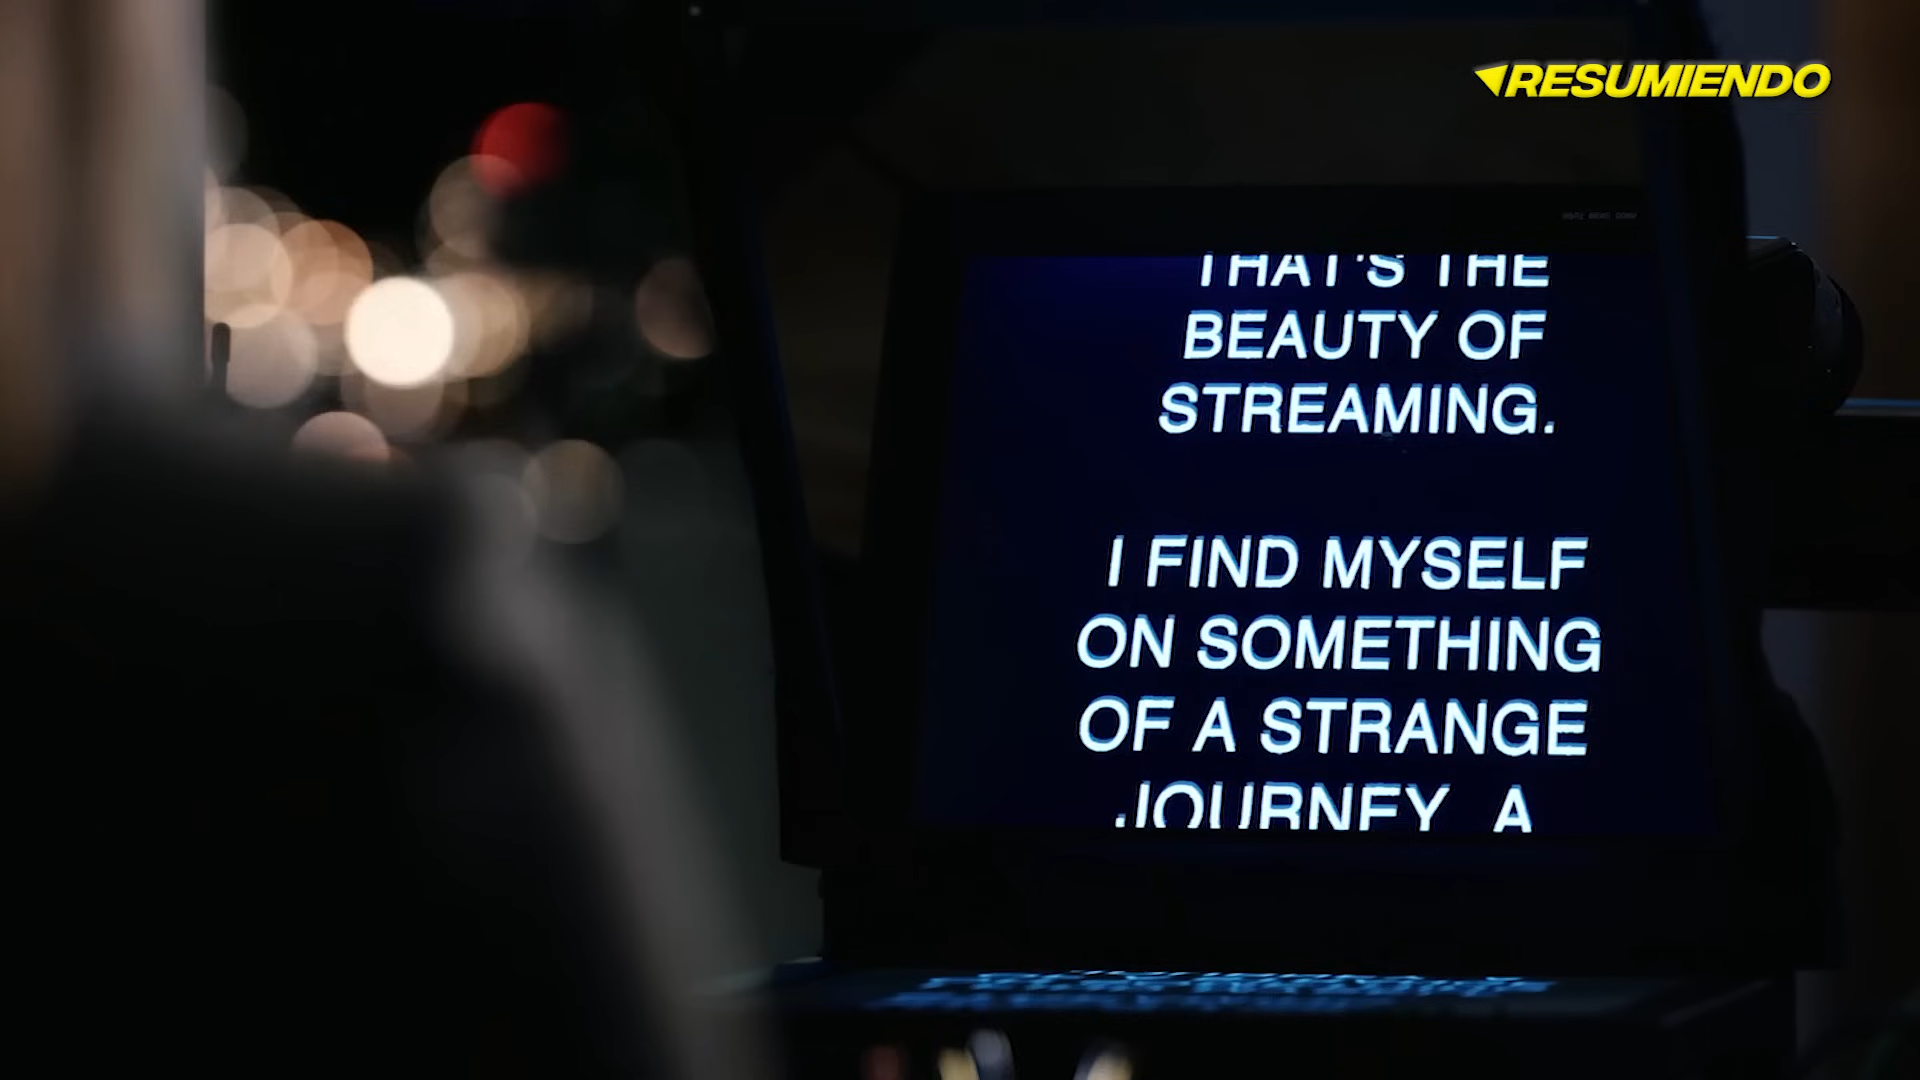 RESUMIENDO
THAT'S THE
BEAUTY OF
STREAMING.
I FIND MYSELF
ON SOMETHING
OF A STRANGE
JOURNEY A